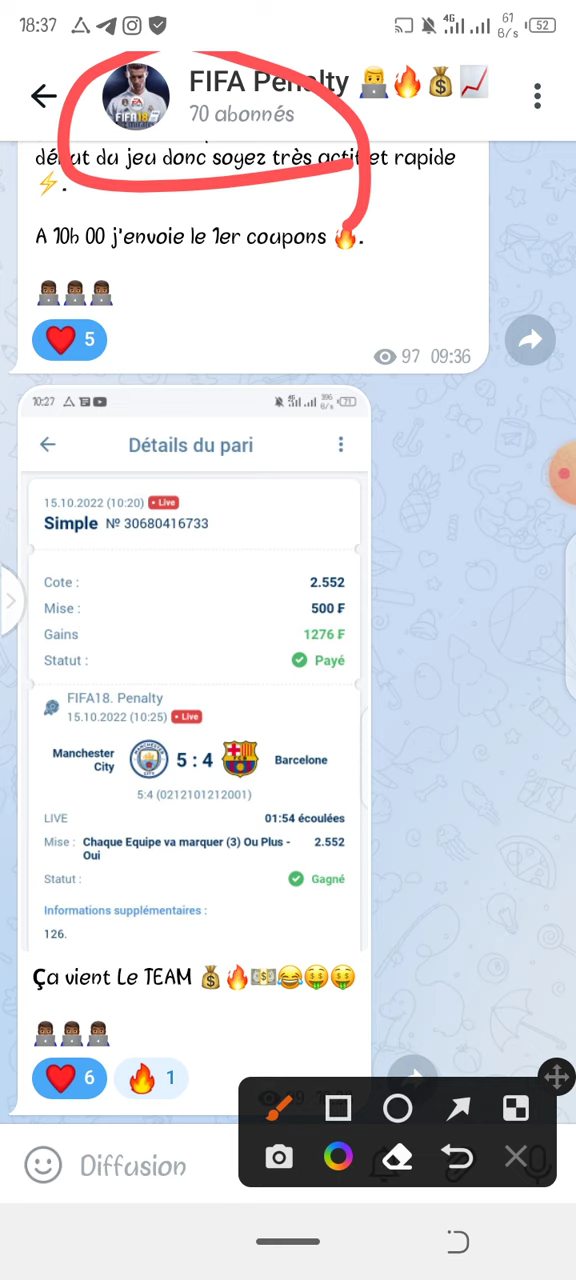 18:37
4G
61
B/s
52
FIFA Penalty 👨‍💻🔥💰📈
70 abonnés
début du jeu donc soyez très actif et rapide
⚡.
A 10h 00 j'envoie le 1er coupons 🔥.
👨🏾‍💻👨🏾‍💻👨🏾‍💻
❤️ 5
97 09:36
10:27
71
Détails du pari
15.10.2022 (10:20) • Live
Simple № 30680416733
Cote : 2.552
Mise : 500 ₣
Gains 1276 ₣
Statut : Payé
FIFA18. Penalty
15.10.2022 (10:25) • Live
Manchester City 5 : 4 Barcelone
5:4 (0212101212001)
LIVE 01:54 écoulées
Mise : Chaque Equipe va marquer (3) Ou Plus - 2.552
Oui
Statut : Gagné
Informations supplémentaires :
126.
Ça vient Le TEAM 💰🔥💵😂🤑🤑
👨🏾‍💻👨🏾‍💻👨🏾‍💻
❤️ 6 🔥 1
Diffusion